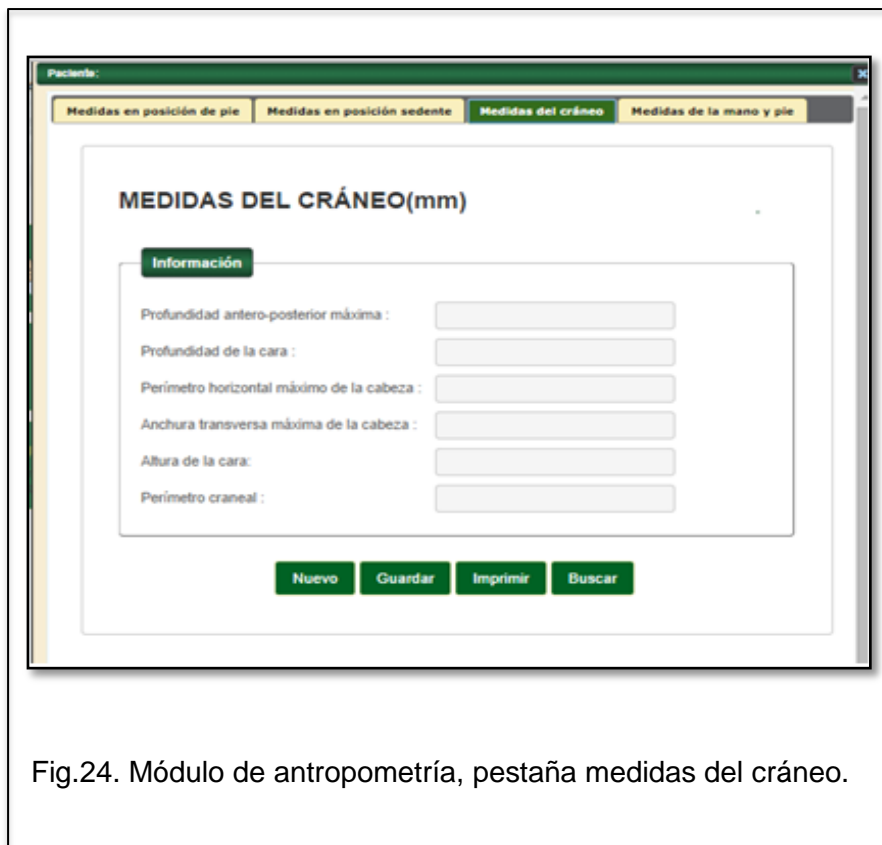 Paciente:
Medidas en posición de pie Medidas en posición sedente Medidas del cráneo Medidas de la mano y pie
MEDIDAS DEL CRÁNEO(mm)
Información
Profundidad antero-posterior máxima :
Profundidad de la cara :
Perímetro horizontal máximo de la cabeza :
Anchura transversa máxima de la cabeza :
Altura de la cara:
Perímetro craneal :
Nuevo Guardar Imprimir Buscar
Fig.24. Módulo de antropometría, pestaña medidas del cráneo.